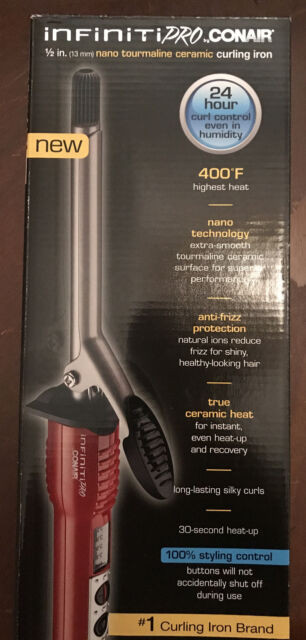 INFINITIPRO BY CONAIR
½ in. (13 mm) nano tourmaline ceramic curling iron
24
hour
curl control
even in
humidity
new
400°F
highest heat
nano
technology
extra-smooth
tourmaline ceramic
surface for superior
performance
anti-frizz
protection
natural ions reduce
frizz for shiny,
healthy-looking hair
true
ceramic heat
for instant,
even heat-up
and recovery
INFINITI PRO
CONAIR
long-lasting silky curls
30-second heat-up
100% styling control
buttons will not
accidentally shut off
during use
#1 Curling Iron Brand